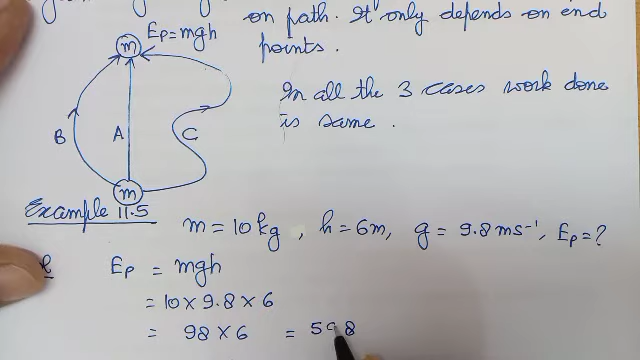 on path. It only depends on end
points.
Ep = mgh
m
In all the 3 cases work done
is same.
B
A
C
m
Example 11.5
m = 10 kg, h = 6m, g = 9.8 ms⁻¹, Ep = ?
Ep = mgh
= 10 × 9.8 × 6
= 98 × 6 = 598